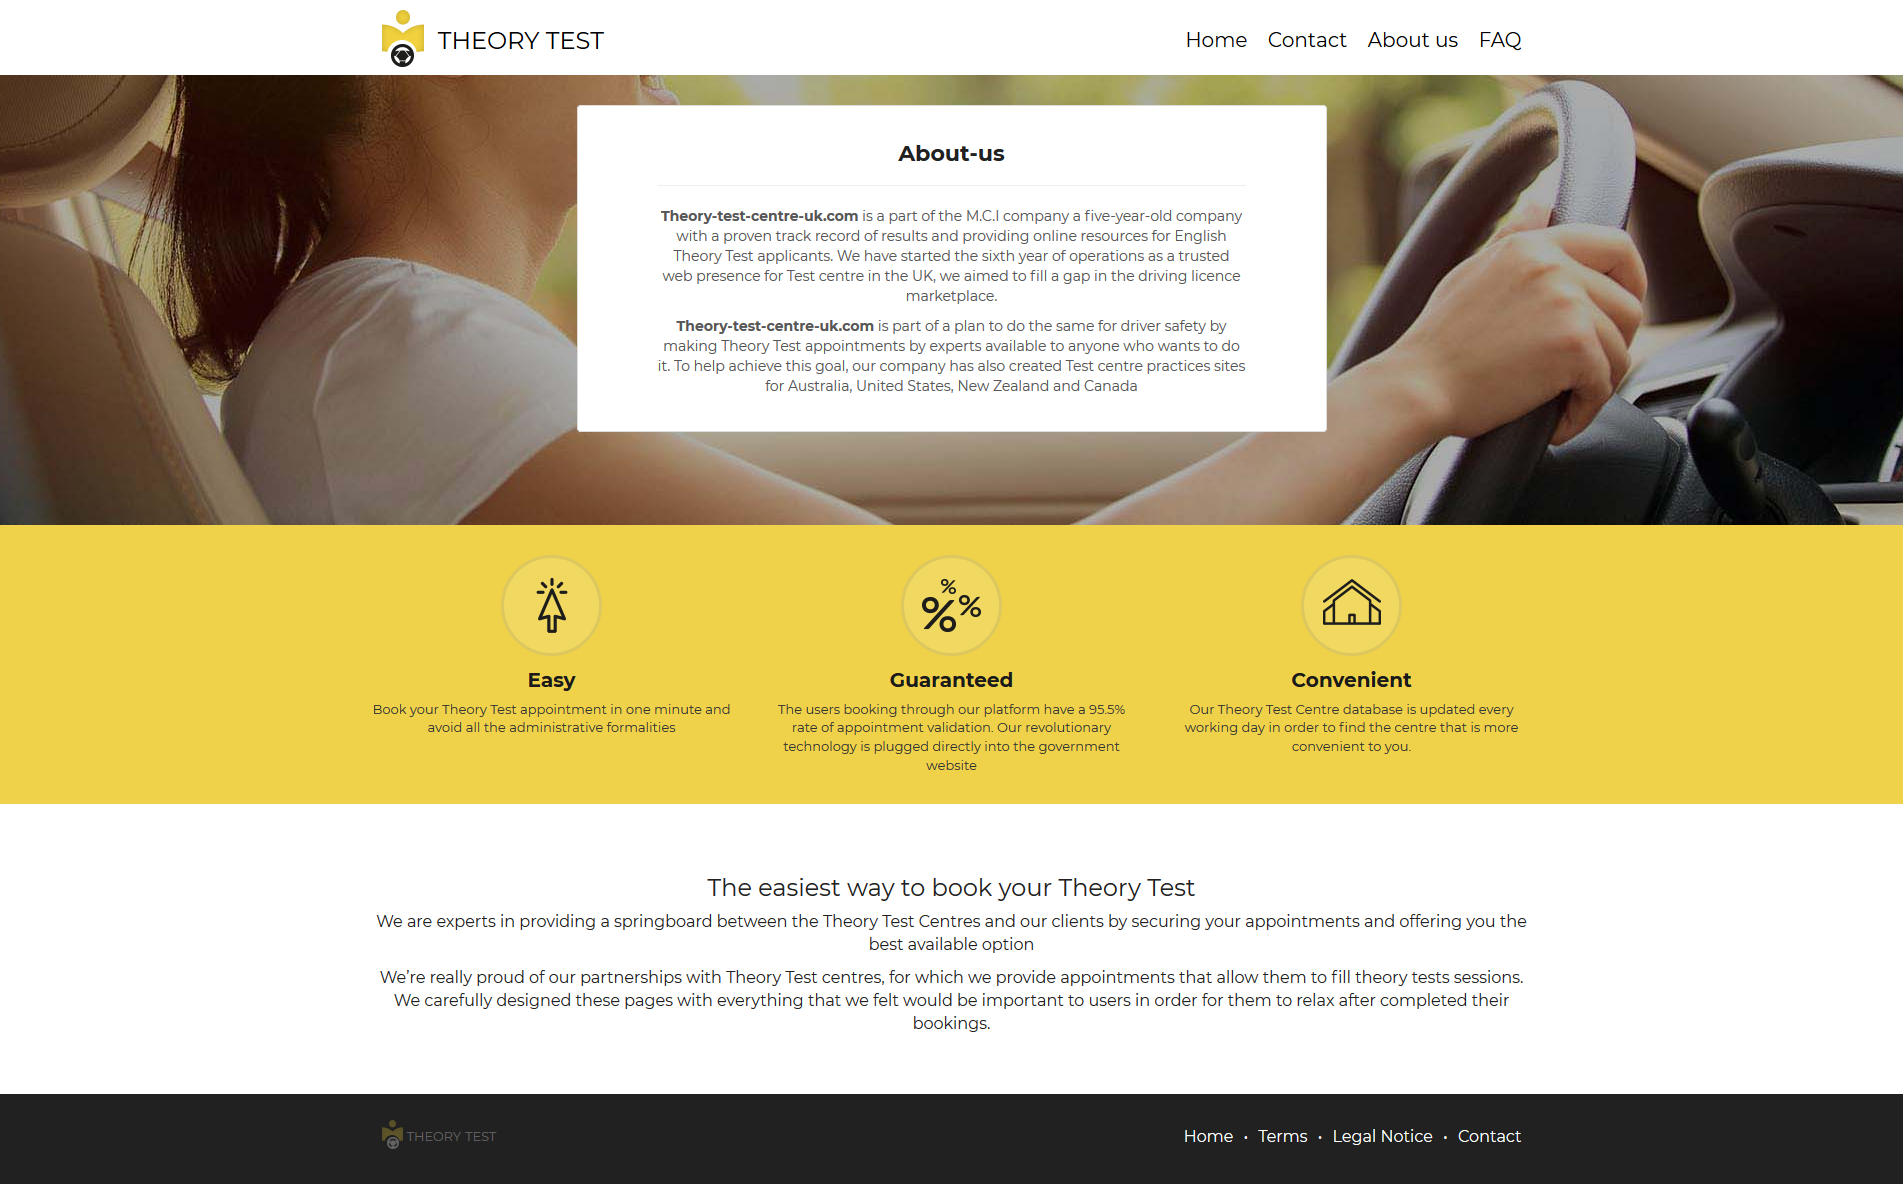 THEORY TEST
Home Contact About us FAQ
About-us
Theory-test-centre-uk.com is a part of the M.C.I company a five-year-old company
with a proven track record of results and providing online resources for English
Theory Test applicants. We have started the sixth year of operations as a trusted
web presence for Test centre in the UK, we aimed to fill a gap in the driving licence
marketplace.
Theory-test-centre-uk.com is part of a plan to do the same for driver safety by
making Theory Test appointments by experts available to anyone who wants to do
it. To help achieve this goal, our company has also created Test centre practices sites
for Australia, United States, New Zealand and Canada
%
% %
Easy
Book your Theory Test appointment in one minute and
avoid all the administrative formalities
Guaranteed
The users booking through our platform have a 95.5%
rate of appointment validation. Our revolutionary
technology is plugged directly into the government
website
Convenient
Our Theory Test Centre database is updated every
working day in order to find the centre that is more
convenient to you.
The easiest way to book your Theory Test
We are experts in providing a springboard between the Theory Test Centres and our clients by securing your appointments and offering you the
best available option
We’re really proud of our partnerships with Theory Test centres, for which we provide appointments that allow them to fill theory tests sessions.
We carefully designed these pages with everything that we felt would be important to users in order for them to relax after completed their
bookings.
THEORY TEST
Home • Terms • Legal Notice • Contact